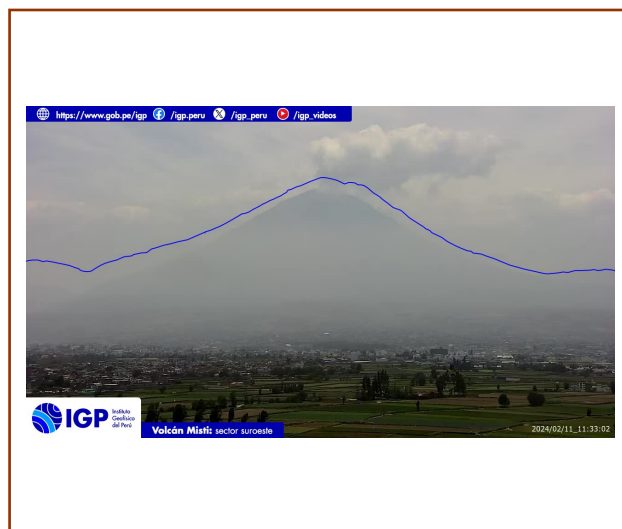 https://www.gob.pe/igp /igp.peru /igp_peru /igp_videos
IGP
Instituto
Geofísico
del Perú
Volcán Misti: sector suroeste
2024/02/11_11:33:02